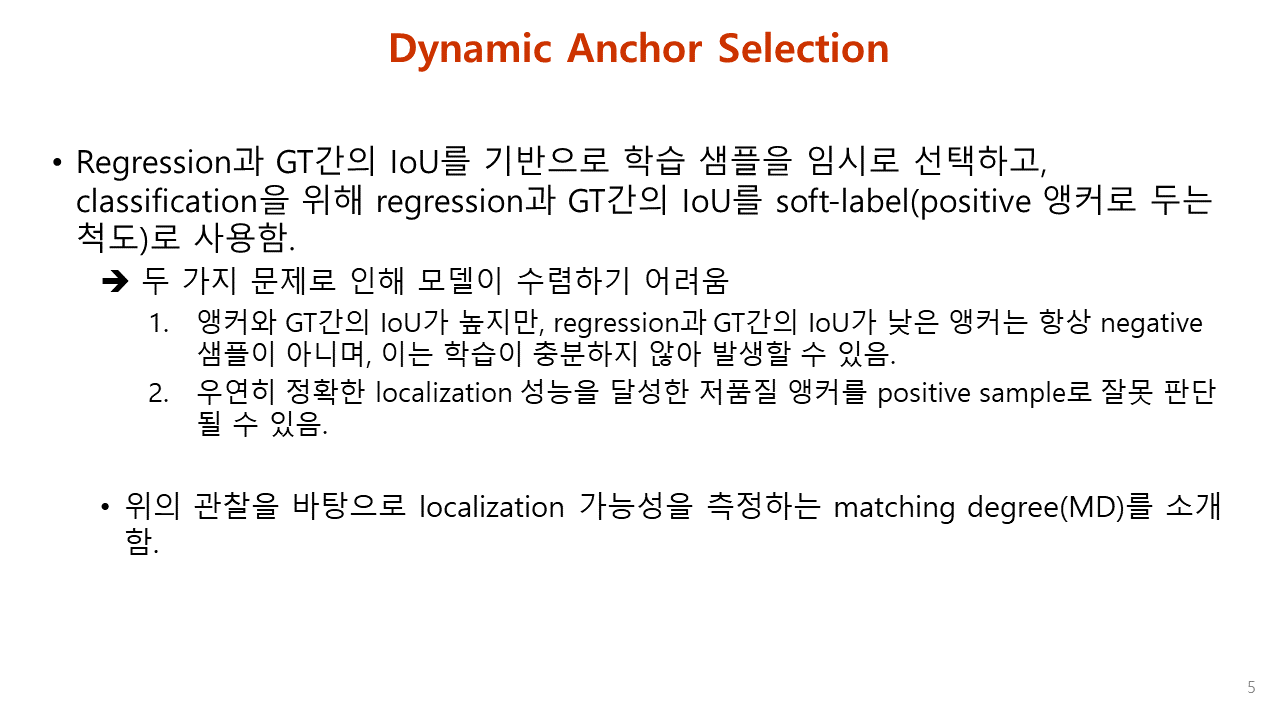 Dynamic Anchor Selection
• Regression과 GT간의 IoU를 기반으로 학습 샘플을 임시로 선택하고,
classification을 위해 regression과 GT간의 IoU를 soft-label(positive 앵커로 두는
척도)로 사용함.
➔ 두 가지 문제로 인해 모델이 수렴하기 어려움
1. 앵커와 GT간의 IoU가 높지만, regression과 GT간의 IoU가 낮은 앵커는 항상 negative
샘플이 아니며, 이는 학습이 충분하지 않아 발생할 수 있음.
2. 우연히 정확한 localization 성능을 달성한 저품질 앵커를 positive sample로 잘못 판단
될 수 있음.
• 위의 관찰을 바탕으로 localization 가능성을 측정하는 matching degree(MD)를 소개
함.
5